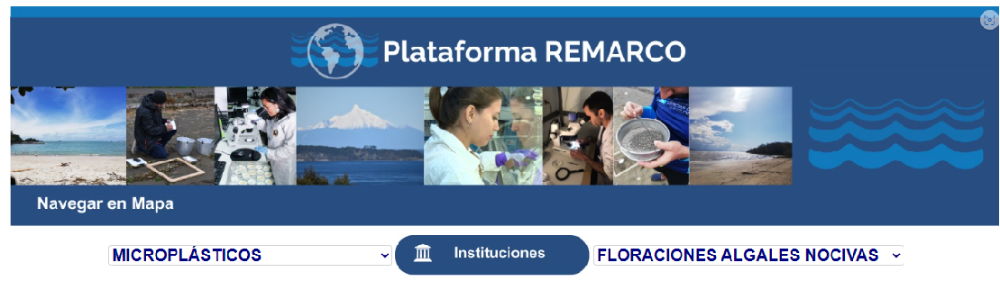 Plataforma REMARCO
Navegar en Mapa
MICROPLÁSTICOS
Instituciones
FLORACIONES ALGALES NOCIVAS